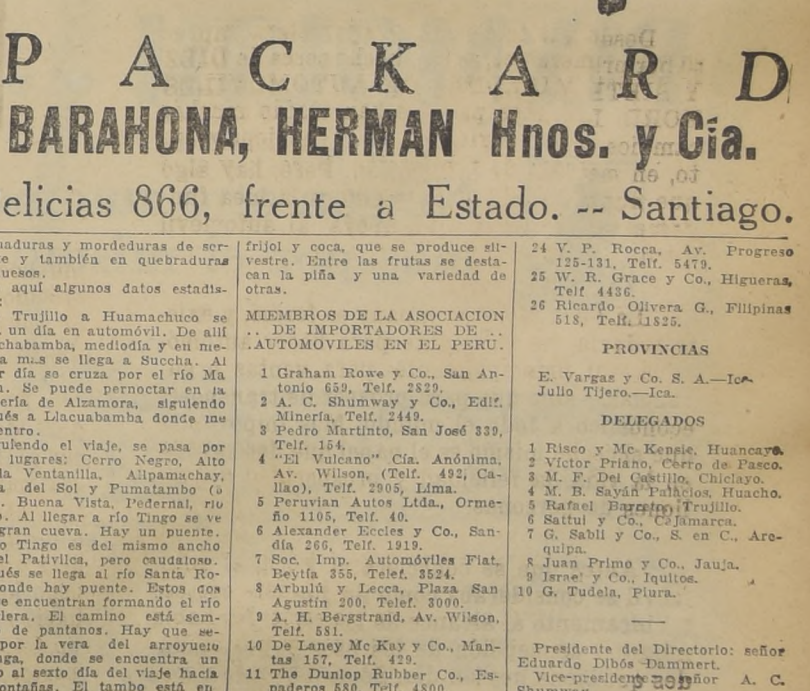 PACKARD
BARAHONA, HERMAN Hnos. y Cía.
elicias 866, frente a Estado. -- Santiago.
naduras y mordeduras de ser-
e y también en quebraduras
uesos.
aquí algunos datos estadis-
:
Trujillo a Huamachuco se
un día en automóvil. De allí
chabamba, mediodía y en me-
a más se llega a Succha. Al
r día se cruza por el río Ma
a. Se puede pernoctar en la
ería de Alzamora, siguiendo
ués a Llacuabamba donde
entro.
uiendo el viaje, se pasa por
lugares: Cerro Negro, Alto
la Ventanilla, Allpamachay,
del Sol y Pumatambo (o
. Buena Vista, Pedernal, río
o. Al llegar a río Tingo se ve
gran cueva. Hay un puente.
o Tingo es del mismo ancho
el Pativilca, pero caudaloso.
ués se llega al río Santa Ro-
onde hay puente. Estos dos
e encuentran formando el río
lera. El camino está sem-
de pantanos. Hay que se-
por la vera del arroyuelo
aga, donde se encuentra un
o al sexto día del viaje hacia
ontañas. El tambo está en
frijol y coca, que se produce sil-
vestre. Entre las frutas se desta-
can la piña y una variedad de
otras.
MIEMBROS DE LA ASOCIACION
.. DE IMPORTADORES DE ..
.AUTOMOVILES EN EL PERU.
1 Graham Rowe y Co., San An-
tonio 659, Telf. 2829.
2 A. C. Shumway y Co., Edif.
Minería, Telf. 2449.
3 Pedro Martinto, San José 339,
Telf. 154.
4 "El Vulcano" Cía. Anónima,
Av. Wilson, (Telf. 492, Ca-
llao), Telf. 2905, Lima.
5 Peruvian Autos Ltda., Orme-
ño 1105, Telf. 40.
6 Alexander Eccles y Co., San-
día 266, Telf. 1919.
7 Soc. Imp. Automóviles Fiat,
Beytía 355, Telef. 3524.
8 Arbulú y Lecca, Plaza San
Agustín 200, Telef. 3000.
9 A. H. Bergstrand, Av. Wilson,
Telf. 581.
10 De Laney Mc Kay y Co., Man-
tas 157, Telf. 429.
11 The Dunlop Rubber Co., Es-
paderos 580, Telf. 4800
24 V. P. Rocca, Av. Progreso
125-131, Telf. 5479.
25 W. R. Grace y Co., Higueras,
Telf 4436.
26 Ricardo Olivera G., Filipinas
518, Telf. 1825.
PROVINCIAS
E. Vargas y Co. S. A.—Ica.
Julio Tijero.—Ica.
DELEGADOS
1 Risco y Mc Kensie, Huancayo.
2 Víctor Priano, Cerro de Pasco.
3 M. F. Del Castillo, Chiclayo.
4 M. B. Sayán Palacios, Huacho.
5 Rafael Barreto, Trujillo.
6 Sattui y Co., Cajamarca.
7 G. Sabli y Co., S. en C., Are-
quipa.
8 Juan Primo y Co., Jauja.
9 Israel y Co., Iquitos.
10 G. Tudela, Piura.
Presidente del Directorio: señor
Eduardo Dibós Dammert.
Vice-presidente: señor A. C.
Shumway